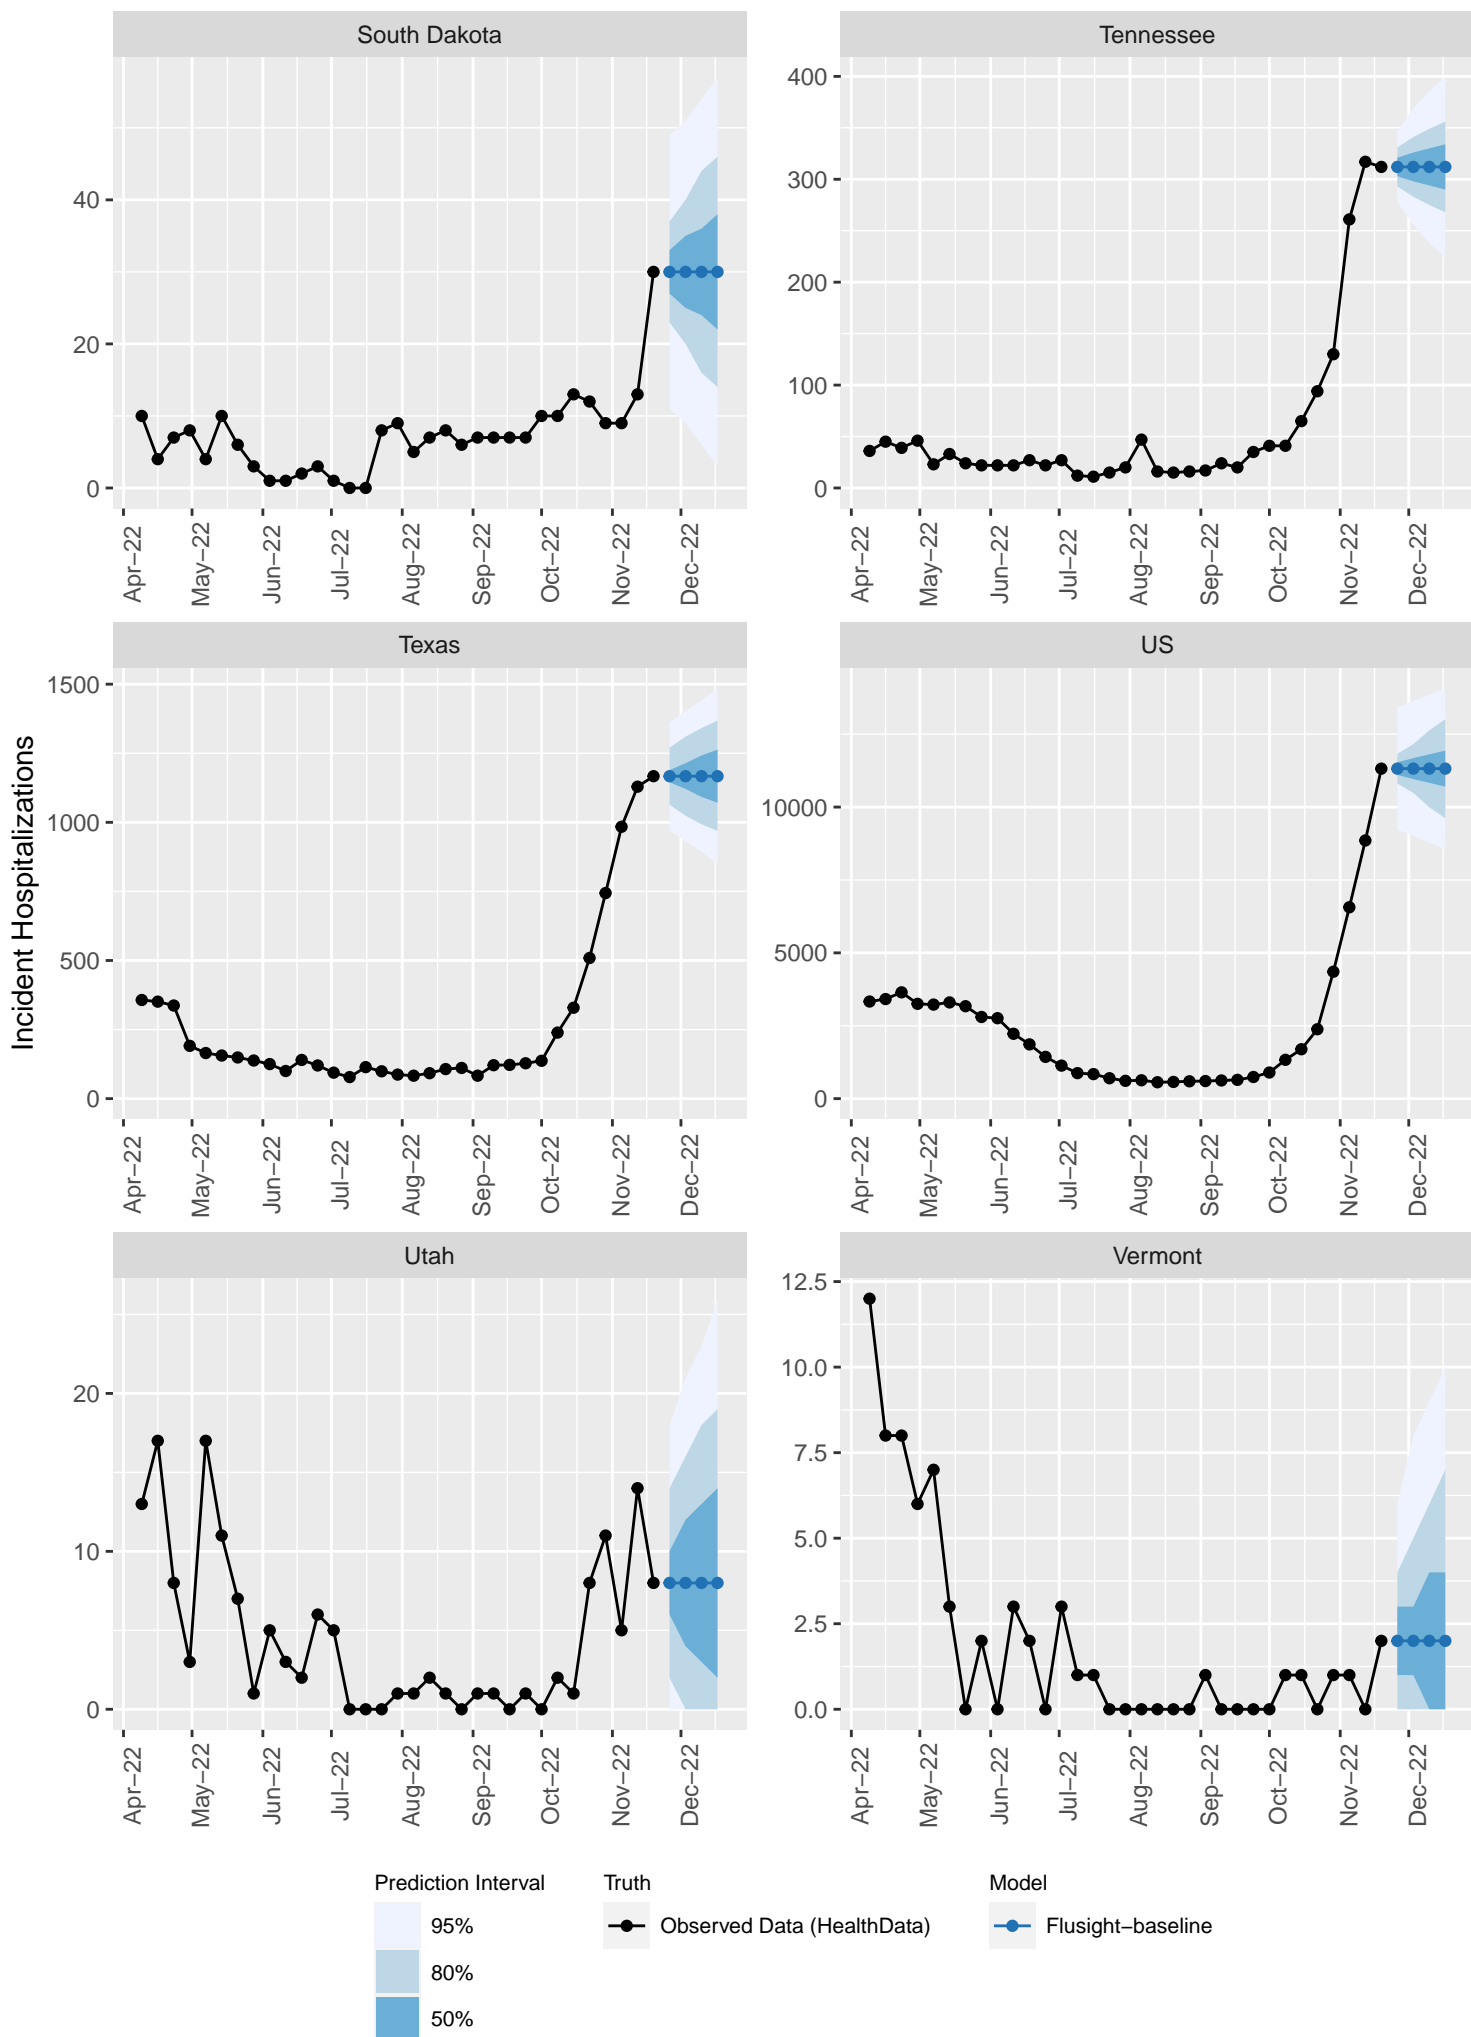 South Dakota
Tennessee
40
20
0
400
300
200
100
0
Apr−22
May−22
Jun−22
Jul−22
Aug−22
Sep−22
Oct−22
Nov−22
Dec−22
Apr−22
May−22
Jun−22
Jul−22
Aug−22
Sep−22
Oct−22
Nov−22
Dec−22
Texas
US
Incident Hospitalizations
1500
1000
500
0
10000
5000
0
Apr−22
May−22
Jun−22
Jul−22
Aug−22
Sep−22
Oct−22
Nov−22
Dec−22
Apr−22
May−22
Jun−22
Jul−22
Aug−22
Sep−22
Oct−22
Nov−22
Dec−22
Utah
Vermont
20
10
0
12.5
10.0
7.5
5.0
2.5
0.0
Apr−22
May−22
Jun−22
Jul−22
Aug−22
Sep−22
Oct−22
Nov−22
Dec−22
Apr−22
May−22
Jun−22
Jul−22
Aug−22
Sep−22
Oct−22
Nov−22
Dec−22
Prediction Interval
95%
80%
50%
Truth
Observed Data (HealthData)
Model
Flusight−baseline